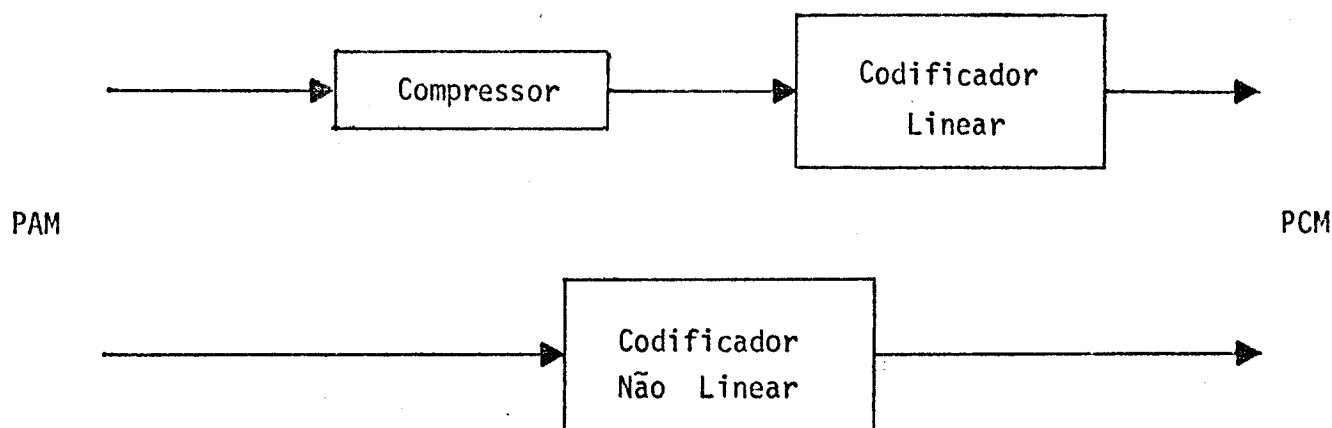 Compressor
Codificador
Linear
PAM
PCM
Codificador
Não Linear